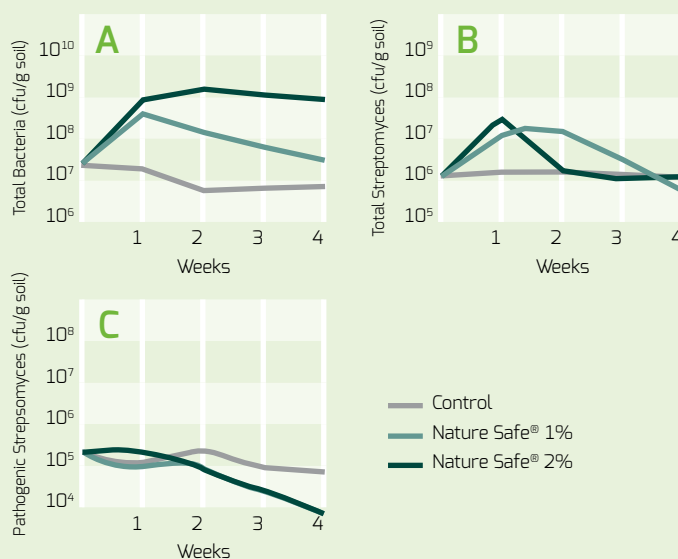 A
Total Bacteria (cfu/g soil)
10¹⁰
10⁹
10⁸
10⁷
10⁶
1 2 3 4
Weeks
B
Total Streptomyces (cfu/g soil)
10⁹
10⁸
10⁷
10⁶
10⁵
1 2 3 4
Weeks
C
Pathogenic Strepsomyces (cfu/g soil)
10⁸
10⁷
10⁶
10⁵
10⁴
1 2 3 4
Weeks
Control
Nature Safe® 1%
Nature Safe® 2%